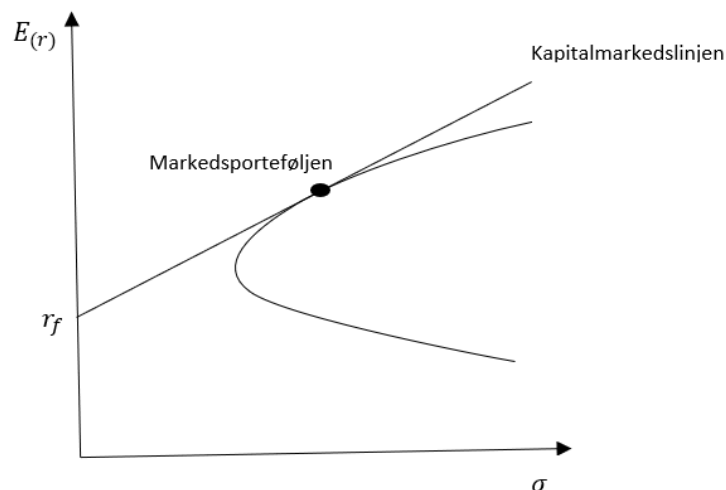 E(r)
Kapitalmarkedslinjen
Markedsporteføljen
rf
σ